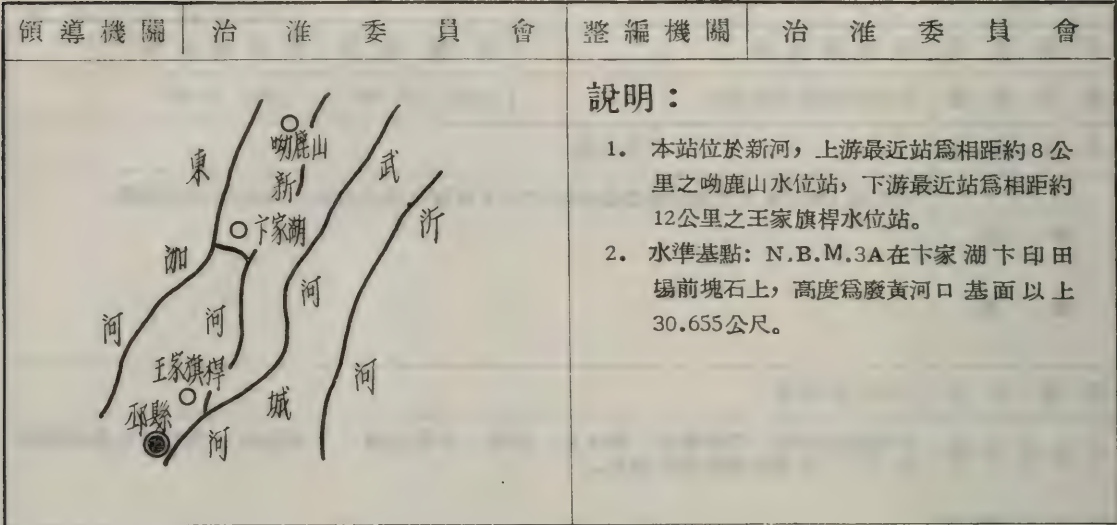 領導機關 治淮委員會 整編機關 治淮委員會
說明：
1. 本站位於新河，上游最近站爲相距約8公
里之呦鹿山水位站，下游最近站爲相距約
12公里之王家旗桿水位站。
2. 水準基點：N.B.M.3A在卞家湖卞印田
場前塊石上，高度爲廢黃河口基面以上
30.655公尺。
呦鹿山
東泇河
新河
武河
沂河
卞家湖
王家旗桿
城河
邳縣